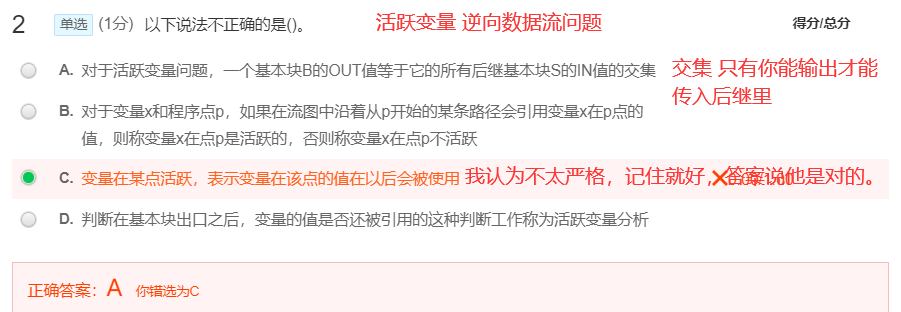 2 单选 (1分) 以下说法不正确的是()。 活跃变量 逆向数据流问题 得分/总分
A. 对于活跃变量问题，一个基本块B的OUT值等于它的所有后继基本块S的IN值的交集 交集 只有你能输出才能
传入后继里
B. 对于变量x和程序点p，如果在流图中沿着从p开始的某条路径会引用变量x在p点的
值，则称变量x在点p是活跃的，否则称变量x在点p不活跃
C. 变量在某点活跃，表示变量在该点的值在以后会被使用 我认为不太严格，记住就好，答案说他是对的。
D. 判断在基本块出口之后，变量的值是否还被引用的这种判断工作称为活跃变量分析
正确答案：A 你错选为C